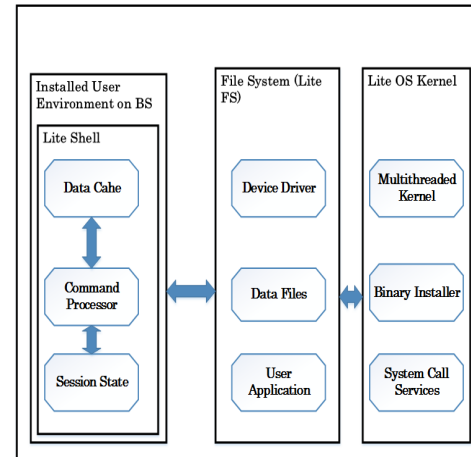 Installed User
Environment on BS
Lite Shell
Data Cahe
Command
Processor
Session State
File System (Lite
FS)
Device Driver
Data Files
User
Application
Lite OS Kernel
Multithreaded
Kernel
Binary Installer
System Call
Services